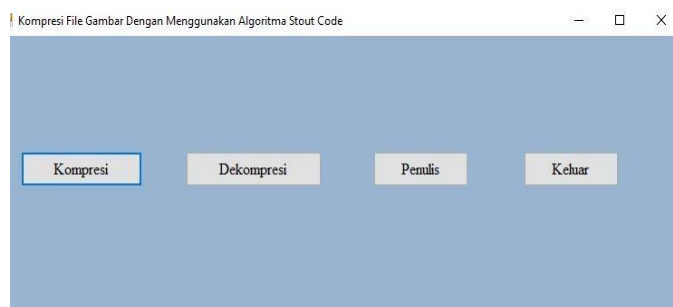 Kompresi File Gambar Dengan Menggunakan Algoritma Stout Code
Kompresi Dekompresi Penulis Keluar